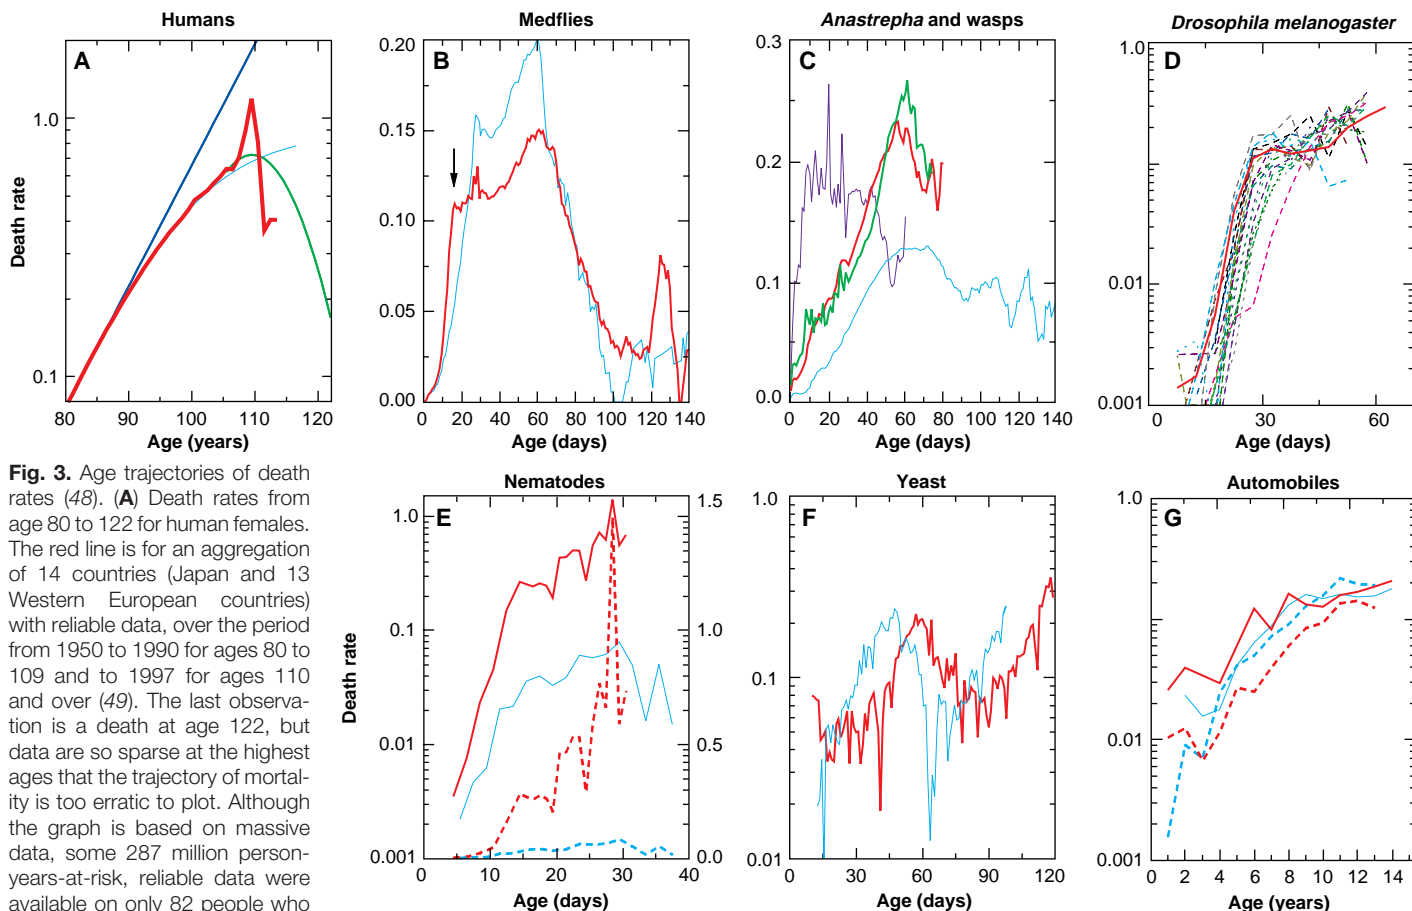 Humans
Medflies
Anastrepha and wasps
Drosophila melanogaster
A
B
C
D
Death rate
1.0
0.1
80
90
100
110
120
Age (years)
0.20
0.15
0.10
0.05
0.00
0
20
40
60
80
100
120
140
Age (days)
0.3
0.2
0.1
0.0
0
20
40
60
80
100
120
140
Age (days)
1.0
0.1
0.01
0.001
0
30
60
Age (days)
Fig. 3. Age trajectories of death
rates (48). (A) Death rates from
age 80 to 122 for human females.
The red line is for an aggregation
of 14 countries (Japan and 13
Western European countries)
with reliable data, over the period
from 1950 to 1990 for ages 80 to
109 and to 1997 for ages 110
and over (49). The last observa-
tion is a death at age 122, but
data are so sparse at the highest
ages that the trajectory of mortal-
ity is too erratic to plot. Although
the graph is based on massive
data, some 287 million person-
years-at-risk, reliable data were
available on only 82 people who
Nematodes
Yeast
Automobiles
E
F
G
Death rate
1.0
0.1
0.01
0.001
1.5
1.0
0.5
0.0
0
10
20
30
40
Age (days)
1.0
0.1
0.01
0
30
60
90
120
Age (days)
1.0
0.1
0.01
0.001
0
2
4
6
8
10
12
14
Age (years)